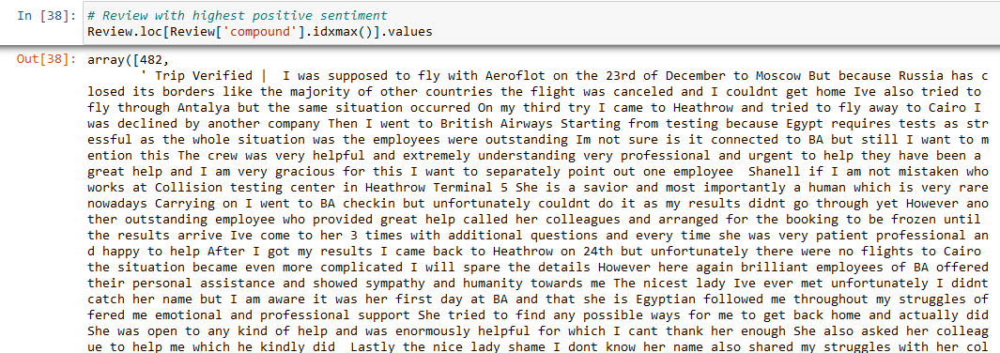 In [38]: # Review with highest positive sentiment
Review.loc[Review['compound'].idxmax()].values
Out[38]: array([482,
' Trip Verified |  I was supposed to fly with Aeroflot on the 23rd of December to Moscow But because Russia has c
losed its borders like the majority of other countries the flight was canceled and I couldnt get home Ive also tried to
fly through Antalya but the same situation occurred On my third try I came to Heathrow and tried to fly away to Cairo I
was declined by another company Then I went to British Airways Starting from testing because Egypt requires tests as str
essful as the whole situation was the employees were outstanding Im not sure is it connected to BA but still I want to m
ention this The crew was very helpful and extremely understanding very professional and urgent to help they have been a
great help and I am very gracious for this I want to separately point out one employee  Shanell if I am not mistaken who
works at Collision testing center in Heathrow Terminal 5 She is a savior and most importantly a human which is very rare
nowadays Carrying on I went to BA checkin but unfortunately couldnt do it as my results didnt go through yet However ano
ther outstanding employee who provided great help called her colleagues and arranged for the booking to be frozen until
the results arrive Ive come to her 3 times with additional questions and every time she was very patient professional an
d happy to help After I got my results I came back to Heathrow on 24th but unfortunately there were no flights to Cairo
the situation became even more complicated I will spare the details However here again brilliant employees of BA offered
their personal assistance and showed sympathy and humanity towards me The nicest lady Ive ever met unfortunately I didnt
catch her name but I am aware it was her first day at BA and that she is Egyptian followed me throughout my struggles of
fered me emotional and professional support She tried to find any possible ways for me to get back home and actually did
She was open to any kind of help and was enormously helpful for which I cant thank her enough She also asked her colleag
ue to help me which he kindly did  Lastly the nice lady shame I dont know her name also shared my struggles with her col